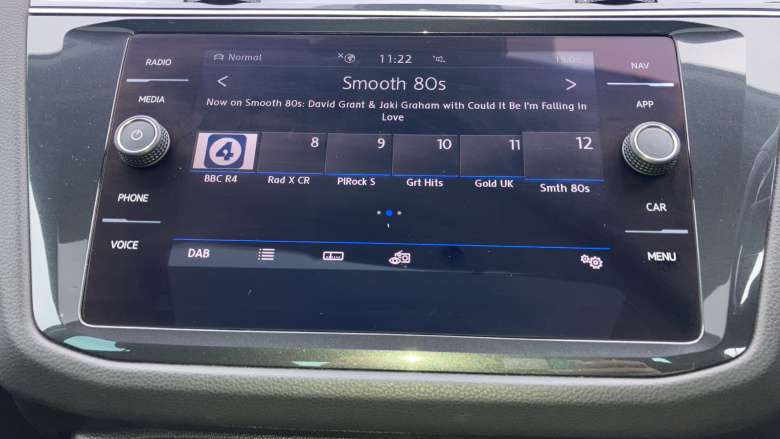 RADIO
MEDIA
PHONE
VOICE
NAV
APP
CAR
MENU
Normal 11:22 15.0°
< Smooth 80s >
Now on Smooth 80s: David Grant & Jaki Graham with Could It Be I'm Falling In
Love
4 8 9 10 11 12
BBC R4 Rad X CR PlRock S Grt Hits Gold UK Smth 80s
DAB